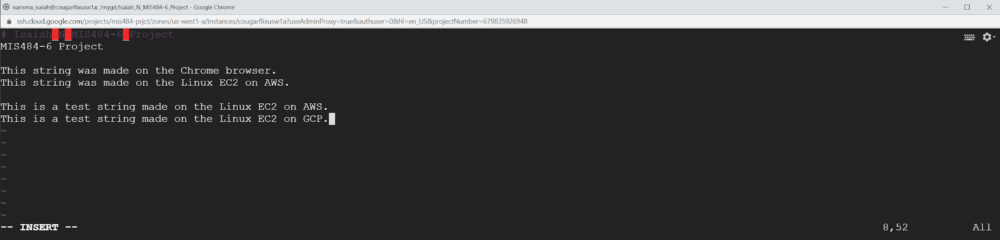 narisma_isaiah@cougarflixusw1a: /mygit/Isaiah_N_MIS484-6_Project - Google Chrome
ssh.cloud.google.com/projects/mis484-prjct/zones/us-west1-a/instances/cougarflixusw1a?useAdminProxy=true&authuser=0&hl=en_US&projectNumber=679835926948
# Isaiah_N_MIS484-6_Project
MIS484-6 Project
This string was made on the Chrome browser.
This string was made on the Linux EC2 on AWS.
This is a test string made on the Linux EC2 on AWS.
This is a test string made on the Linux EC2 on GCP.
~
~
~
~
~
~
~
~
-- INSERT -- 8,52 All